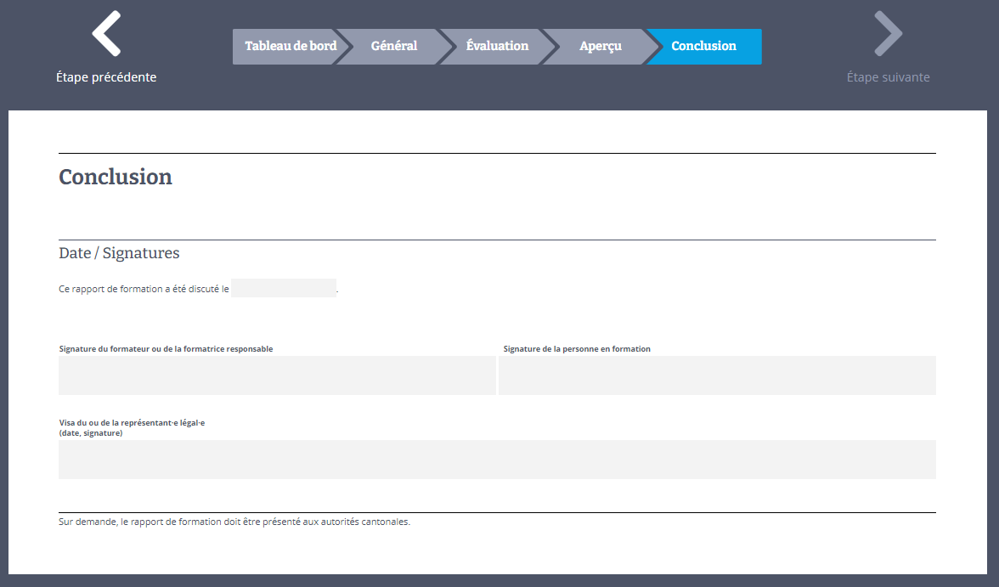 Étape précédente
Tableau de bord
Général
Évaluation
Aperçu
Conclusion
Étape suivante
Conclusion
Date / Signatures
Ce rapport de formation a été discuté le .
Signature du formateur ou de la formatrice responsable
Signature de la personne en formation
Visa du ou de la représentant·e légal·e
(date, signature)
Sur demande, le rapport de formation doit être présenté aux autorités cantonales.